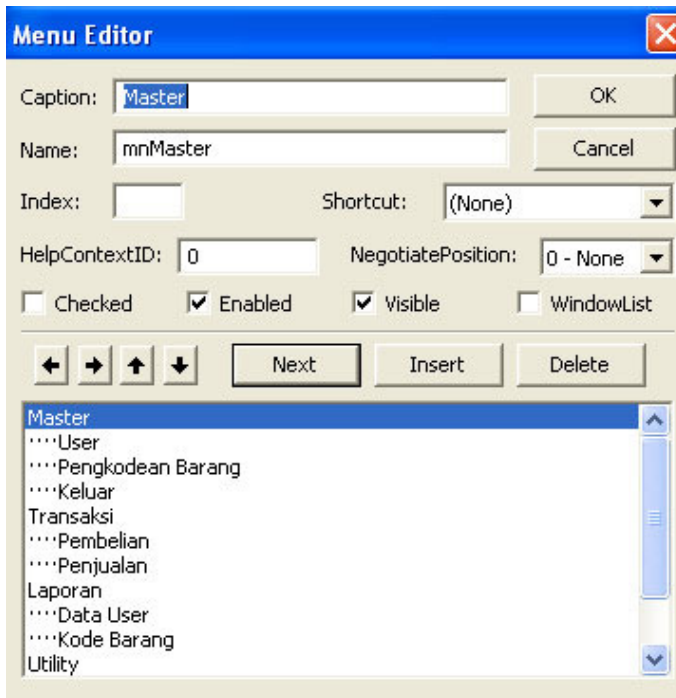 Menu Editor
Caption: Master OK
Name: mnMaster Cancel
Index: Shortcut: (None)
HelpContextID: 0 NegotiatePosition: 0 - None
Checked Enabled Visible WindowList
Next Insert Delete
Master
····User
····Pengkodean Barang
····Keluar
Transaksi
····Pembelian
····Penjualan
Laporan
····Data User
····Kode Barang
Utility